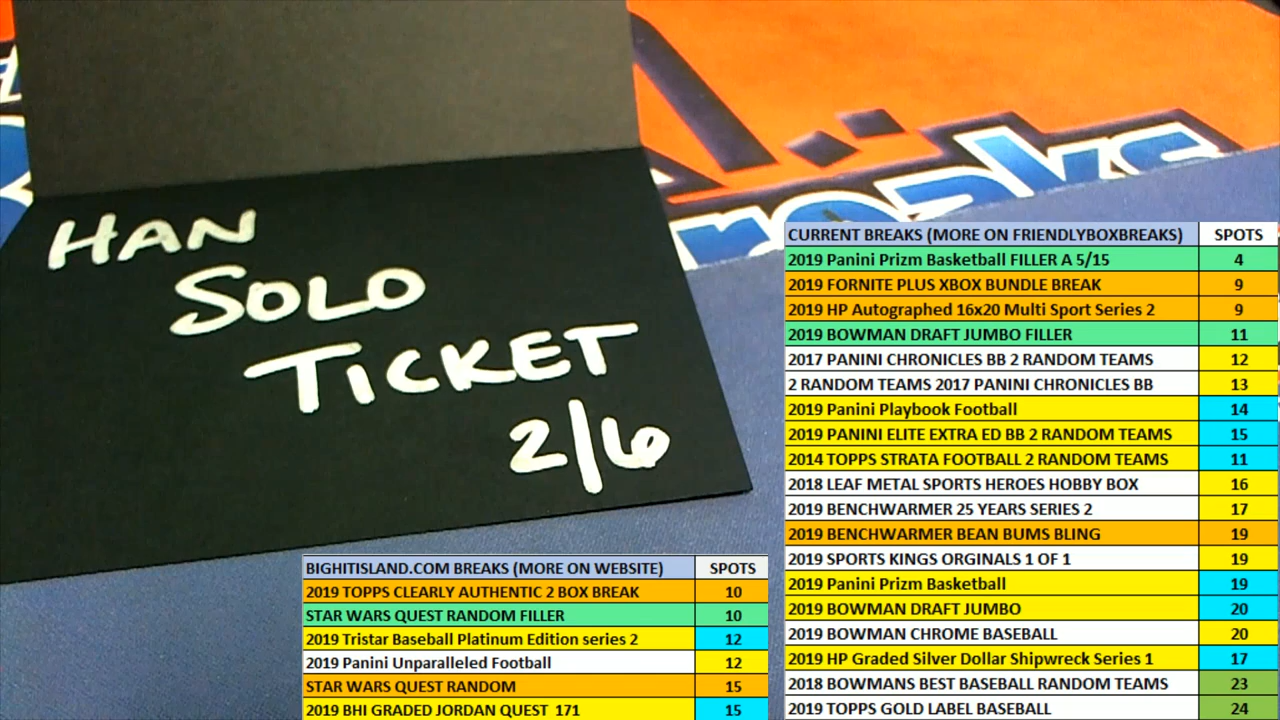 HAN
SOLO
TICKET
2/6
CURRENT BREAKS (MORE ON FRIENDLYBOXBREAKS) SPOTS
2019 Panini Prizm Basketball FILLER A 5/15 4
2019 FORNITE PLUS XBOX BUNDLE BREAK 9
2019 HP Autographed 16x20 Multi Sport Series 2 9
2019 BOWMAN DRAFT JUMBO FILLER 11
2017 PANINI CHRONICLES BB 2 RANDOM TEAMS 12
2 RANDOM TEAMS 2017 PANINI CHRONICLES BB 13
2019 Panini Playbook Football 14
2019 PANINI ELITE EXTRA ED BB 2 RANDOM TEAMS 15
2014 TOPPS STRATA FOOTBALL 2 RANDOM TEAMS 11
2018 LEAF METAL SPORTS HEROES HOBBY BOX 16
2019 BENCHWARMER 25 YEARS SERIES 2 17
2019 BENCHWARMER BEAN BUMS BLING 19
2019 SPORTS KINGS ORGINALS 1 OF 1 19
2019 Panini Prizm Basketball 19
2019 BOWMAN DRAFT JUMBO 20
2019 BOWMAN CHROME BASEBALL 20
2019 HP Graded Silver Dollar Shipwreck Series 1 17
2018 BOWMANS BEST BASEBALL RANDOM TEAMS 23
2019 TOPPS GOLD LABEL BASEBALL 24
BIGHITISLAND.COM BREAKS (MORE ON WEBSITE) SPOTS
2019 TOPPS CLEARLY AUTHENTIC 2 BOX BREAK 10
STAR WARS QUEST RANDOM FILLER 10
2019 Tristar Baseball Platinum Edition series 2 12
2019 Panini Unparalleled Football 12
STAR WARS QUEST RANDOM 15
2019 BHI GRADED JORDAN QUEST 171 15